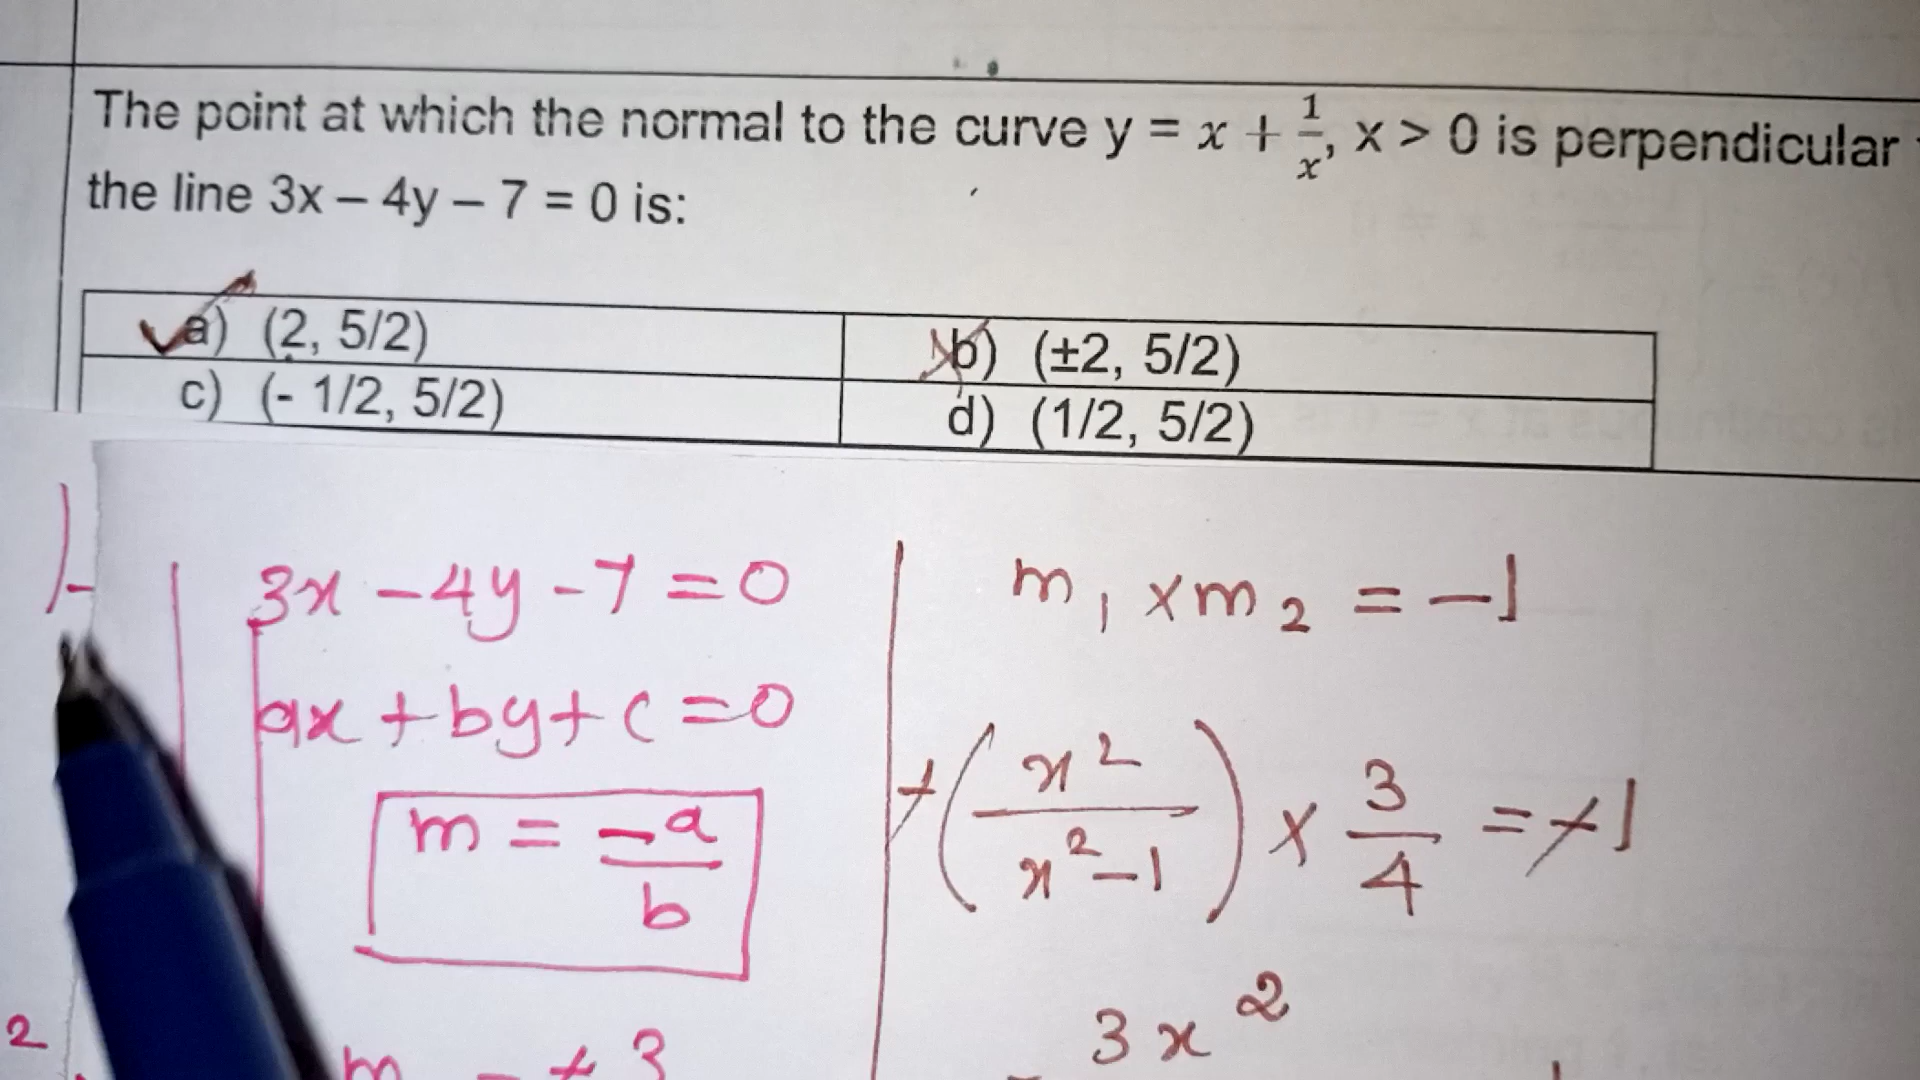 The point at which the normal to the curve y = x + 1/x, x > 0 is perpendicular
the line 3x – 4y – 7 = 0 is:
a) (2, 5/2)
b) (±2, 5/2)
c) (- 1/2, 5/2)
d) (1/2, 5/2)
3x - 4y - 7 = 0
ax + by + c = 0
m = -a/b
m₁ × m₂ = -1
+(x²/(x²-1)) × 3/4 = +1
3x²
2